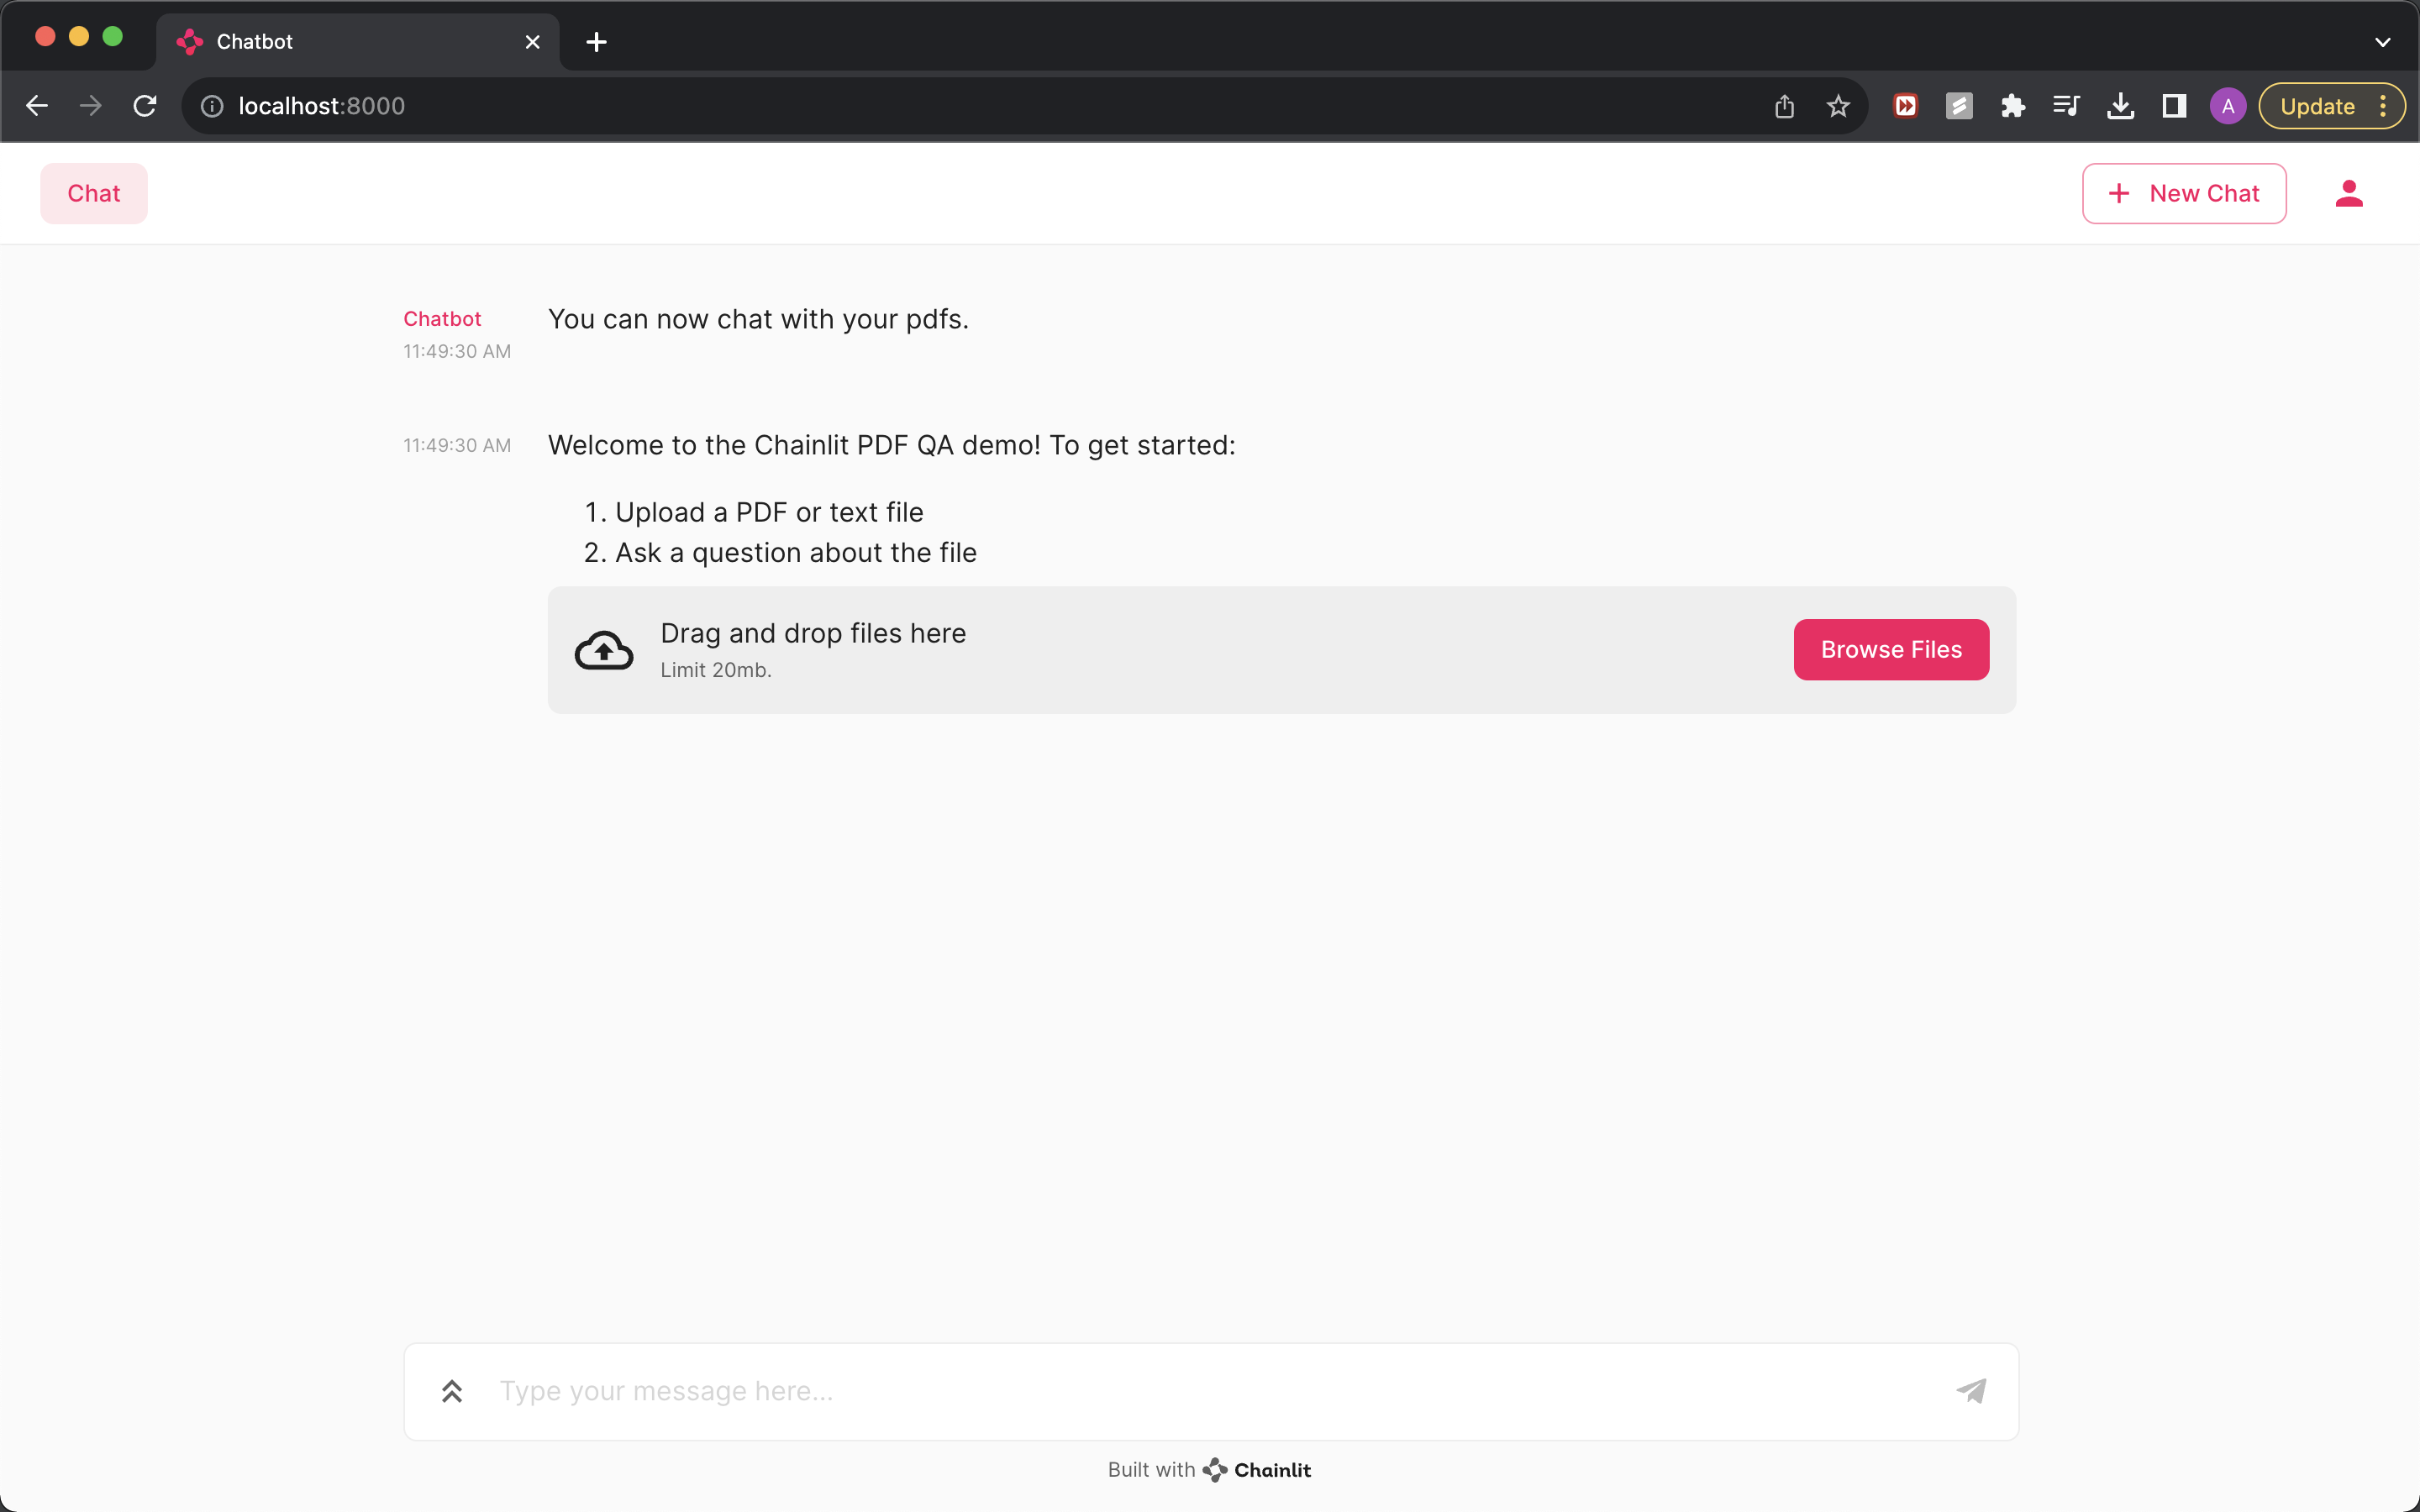 Chatbot
localhost:8000
A
Update
Chat
New Chat
Chatbot
11:49:30 AM
You can now chat with your pdfs.
11:49:30 AM
Welcome to the Chainlit PDF QA demo! To get started:
1. Upload a PDF or text file
2. Ask a question about the file
Drag and drop files here
Limit 20mb.
Browse Files
Type your message here...
Built with Chainlit